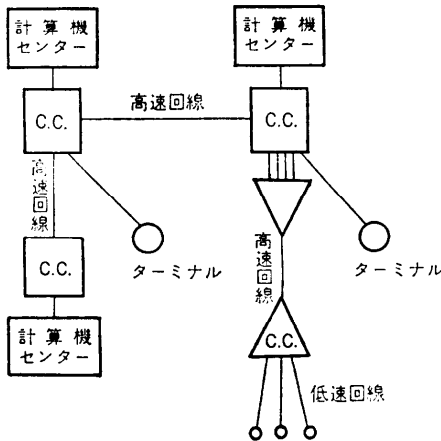 計算機
センター
計算機
センター
C.C.
高速回線
C.C.
高速回線
C.C.
ターミナル
高速回線
ターミナル
計算機
センター
C.C.
低速回線